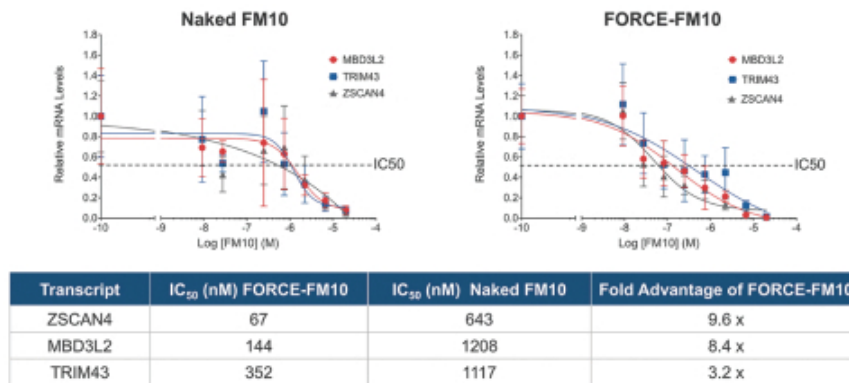 Naked FM10
Relative mRNA Levels
1.8
1.6
1.4
1.2
1.0
0.8
0.6
0.4
0.2
0.0
MBD3L2
TRIM43
ZSCAN4
IC50
-10 -9 -8 -7 -6 -5 -4
Log [FM10] (M)
FORCE-FM10
Relative mRNA Levels
1.8
1.6
1.4
1.2
1.0
0.8
0.6
0.4
0.2
0.0
MBD3L2
TRIM43
ZSCAN4
IC50
-10 -9 -8 -7 -6 -5 -4
Log [FM10] (M)
Transcript IC50 (nM) FORCE-FM10 IC50 (nM) Naked FM10 Fold Advantage of FORCE-FM10
ZSCAN4 67 643 9.6 x
MBD3L2 144 1208 8.4 x
TRIM43 352 1117 3.2 x